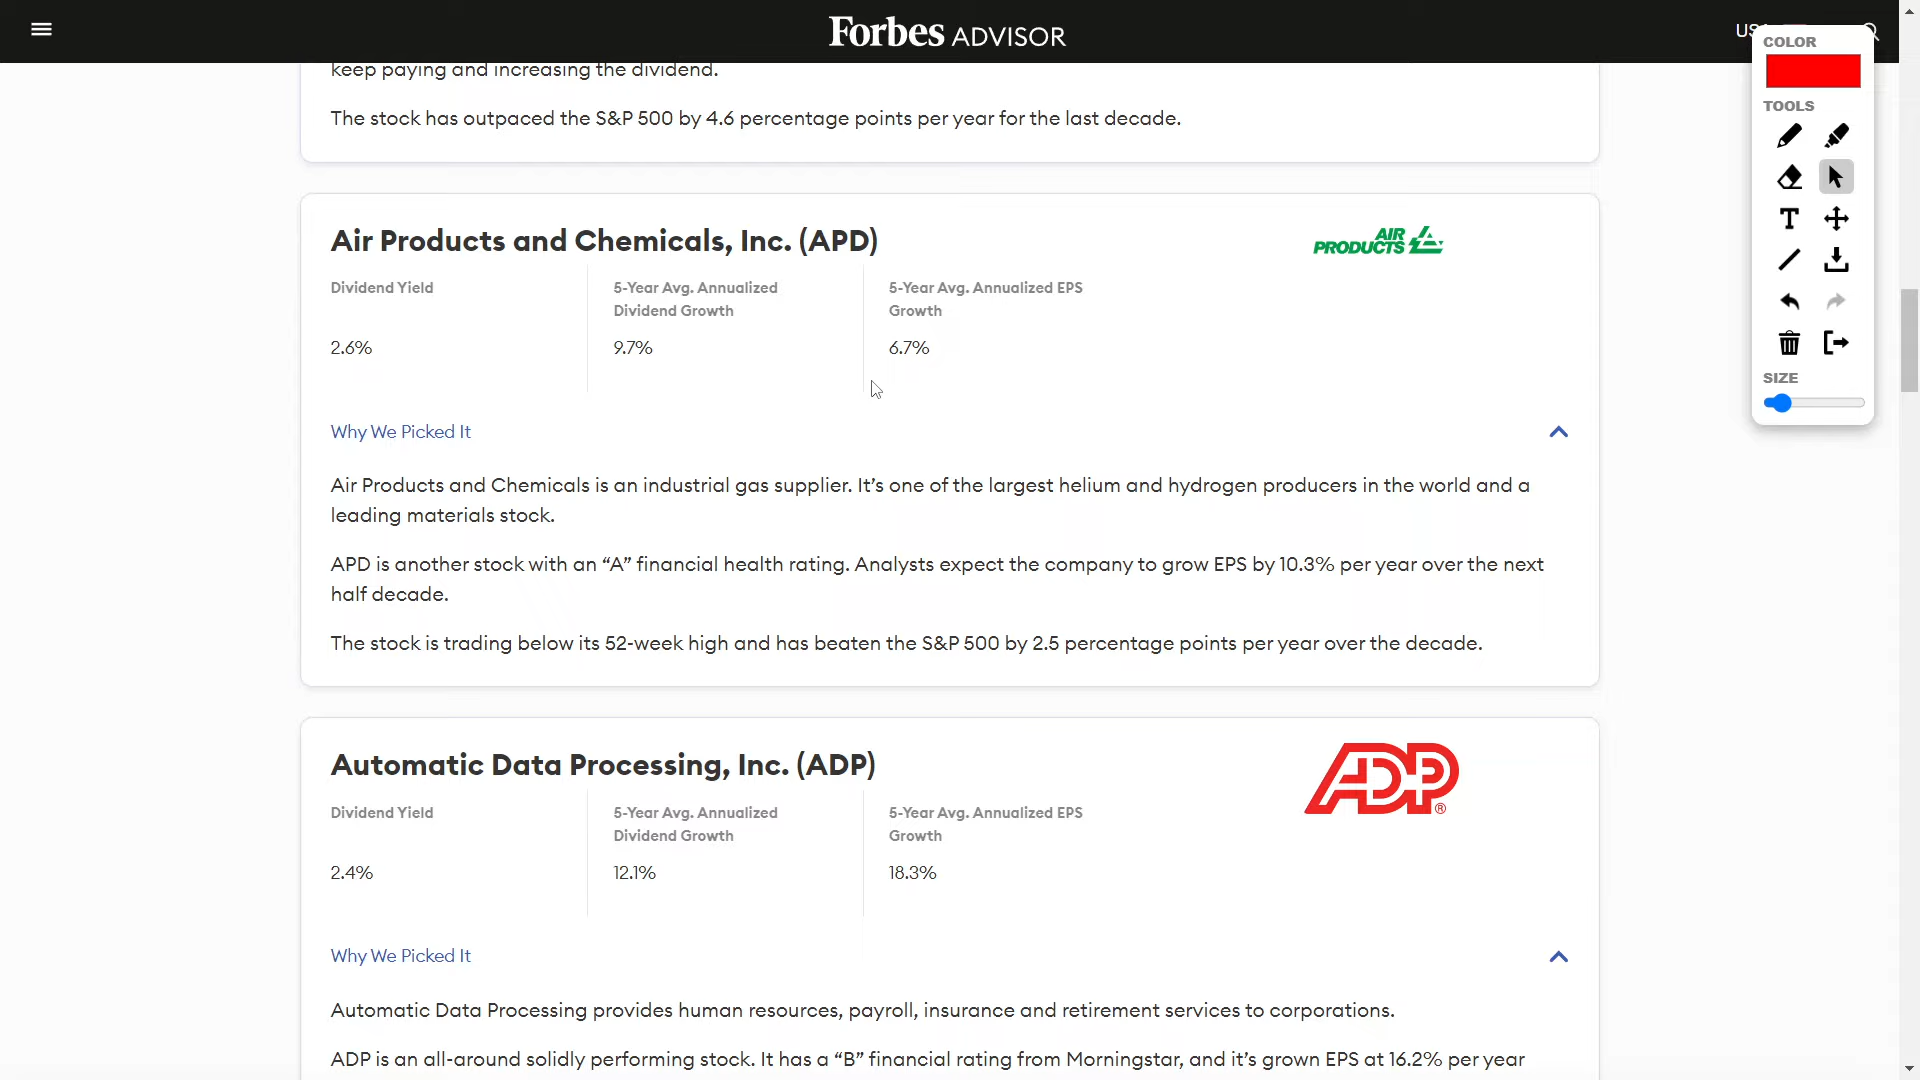 Forbes ADVISOR
US
keep paying and increasing the dividend.
The stock has outpaced the S&P 500 by 4.6 percentage points per year for the last decade.
Air Products and Chemicals, Inc. (APD)
AIR
PRODUCTS
Dividend Yield
5-Year Avg. Annualized
Dividend Growth
5-Year Avg. Annualized EPS
Growth
2.6%
9.7%
6.7%
Why We Picked It
Air Products and Chemicals is an industrial gas supplier. It’s one of the largest helium and hydrogen producers in the world and a
leading materials stock.
APD is another stock with an “A” financial health rating. Analysts expect the company to grow EPS by 10.3% per year over the next
half decade.
The stock is trading below its 52-week high and has beaten the S&P 500 by 2.5 percentage points per year over the decade.
Automatic Data Processing, Inc. (ADP)
ADP®
Dividend Yield
5-Year Avg. Annualized
Dividend Growth
5-Year Avg. Annualized EPS
Growth
2.4%
12.1%
18.3%
Why We Picked It
Automatic Data Processing provides human resources, payroll, insurance and retirement services to corporations.
ADP is an all-around solidly performing stock. It has a “B” financial rating from Morningstar, and it’s grown EPS at 16.2% per year
COLOR
TOOLS
T
SIZE